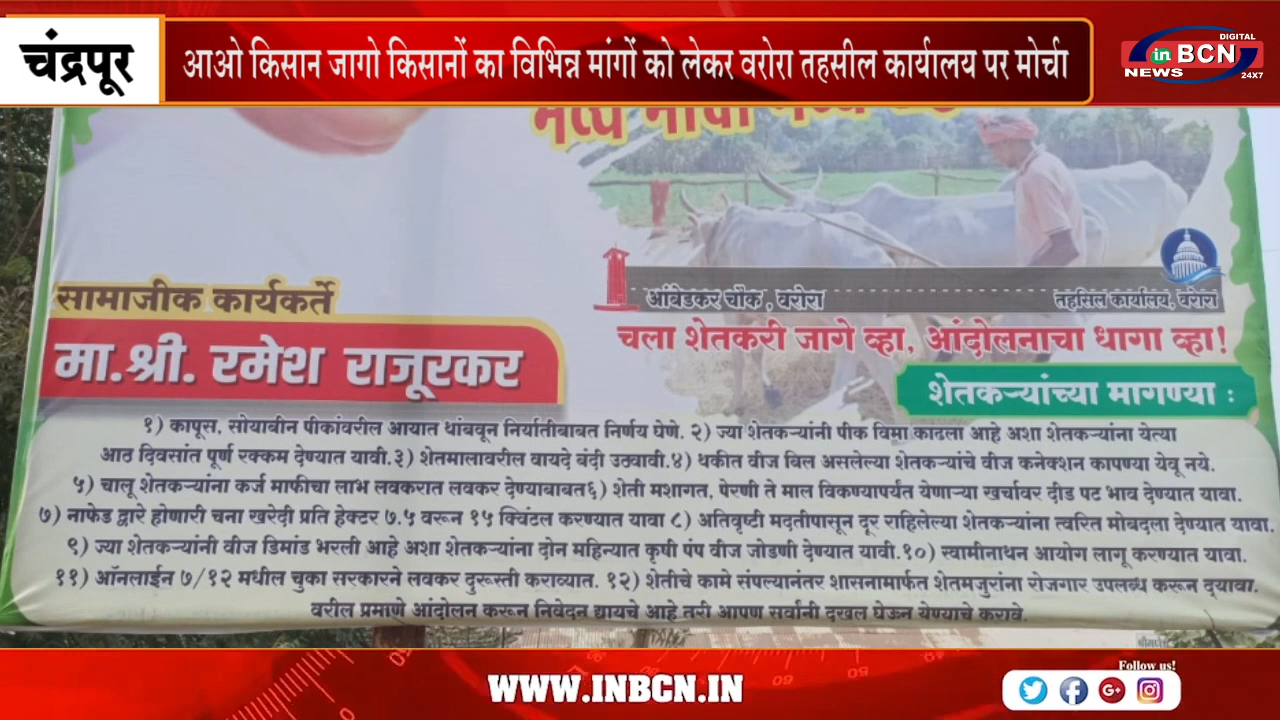 चंद्रपूर
आओ किसान जागो किसानों का विभिन्न मांगों को लेकर वरोरा तहसील कार्यालय पर मोर्चा
DIGITAL
in BCN
NEWS
24X7
सामाजीक कार्यकर्ते
मा.श्री. रमेश राजूरकर
आंबेडकर चौक , वरोरा
तहसिल कार्यालय, वरोरा
चला शेतकरी जागे व्हा, आंदोलनाचा धागा व्हा!
शेतकऱ्यांच्या मागण्या :
१) कापूस, सोयाबीन पीकांवरील आयात थांबवून निर्यातीबाबत निर्णय घेणे. २) ज्या शेतकऱ्यांनी पीक विमा काढला आहे अशा शेतकऱ्यांना येत्या
आठ दिवसांत पूर्ण रक्कम देण्यात यावी.३) शेतमालावरील वायदे बंदी उठवावी.४) थकीत वीज बिल असलेल्या शेतकऱ्यांचे वीज कनेक्शन कापण्या येवू नये.
५) चालू शेतकऱ्यांना कर्ज माफीचा लाभ लवकरात लवकर देण्याबाबत६) शेती मशागत, पेरणी ते माल विकण्यापर्यंत येणाऱ्या खर्चावर दीड पट भाव देण्यात यावा.
७) नाफेड द्वारे होणारी चना खरेदी प्रति हेक्टर ७.५ वरून १५ क्विंटल करण्यात यावा ८) अतिवृष्टी मदतीपासून दूर राहिलेल्या शेतकऱ्यांना त्वरित मोबदला देण्यात यावा.
९) ज्या शेतकऱ्यांनी वीज डिमांड भरली आहे अशा शेतकऱ्यांना दोन महिन्यात कृषी पंप वीज जोडणी देण्यात यावी.१०) स्वामीनाथन आयोग लागू करण्यात यावा.
११) ऑनलाईन ७/१२ मधील चुका सरकारने लवकर दुरूस्ती कराव्यात. १२) शेतीचे कामे संपल्यानंतर शासनामार्फत शेतमजुरांना रोजगार उपलब्ध करून दयावा.
वरील प्रमाणे आंदोलन करून निवेदन द्यायचे आहे तरी आपण सर्वांनी दखल घेऊन येण्याचे करावे.
WWW.INBCN.IN
Follow us!